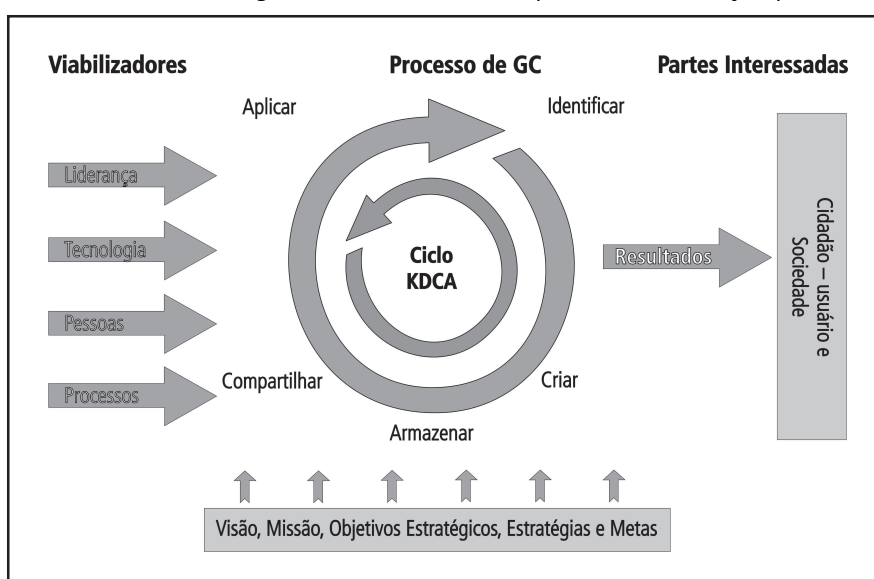 Viabilizadores
Processo de GC
Partes Interessadas
Aplicar
Identificar
Liderança
Tecnologia
Pessoas
Processos
Ciclo
KDCA
Resultados
Cidadão – usuário e
Sociedade
Compartilhar
Criar
Armazenar
Visão, Missão, Objetivos Estratégicos, Estratégias e Metas